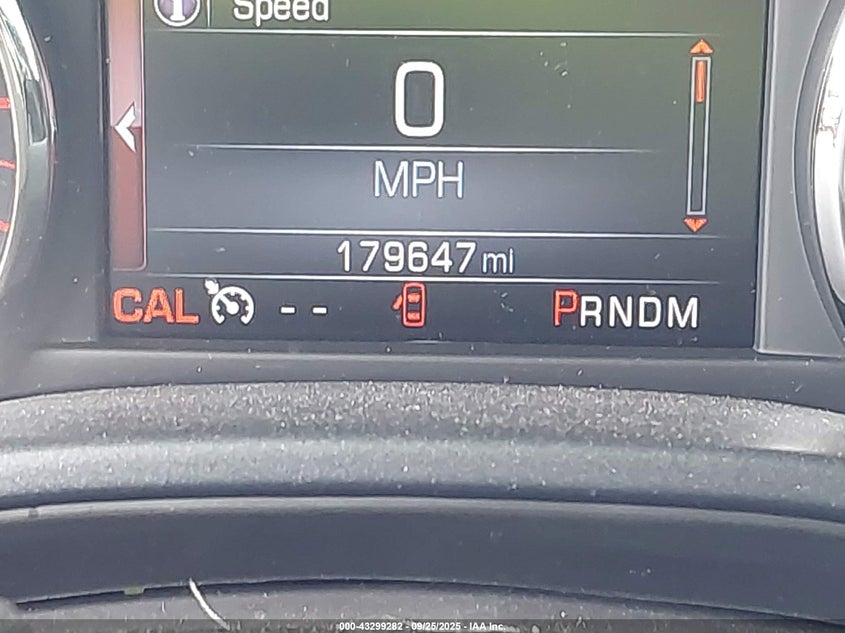 Speed
0
MPH
179647 mi
CAL -- PRNDM
000-43299282 - 09/25/2025 - IAA Inc.